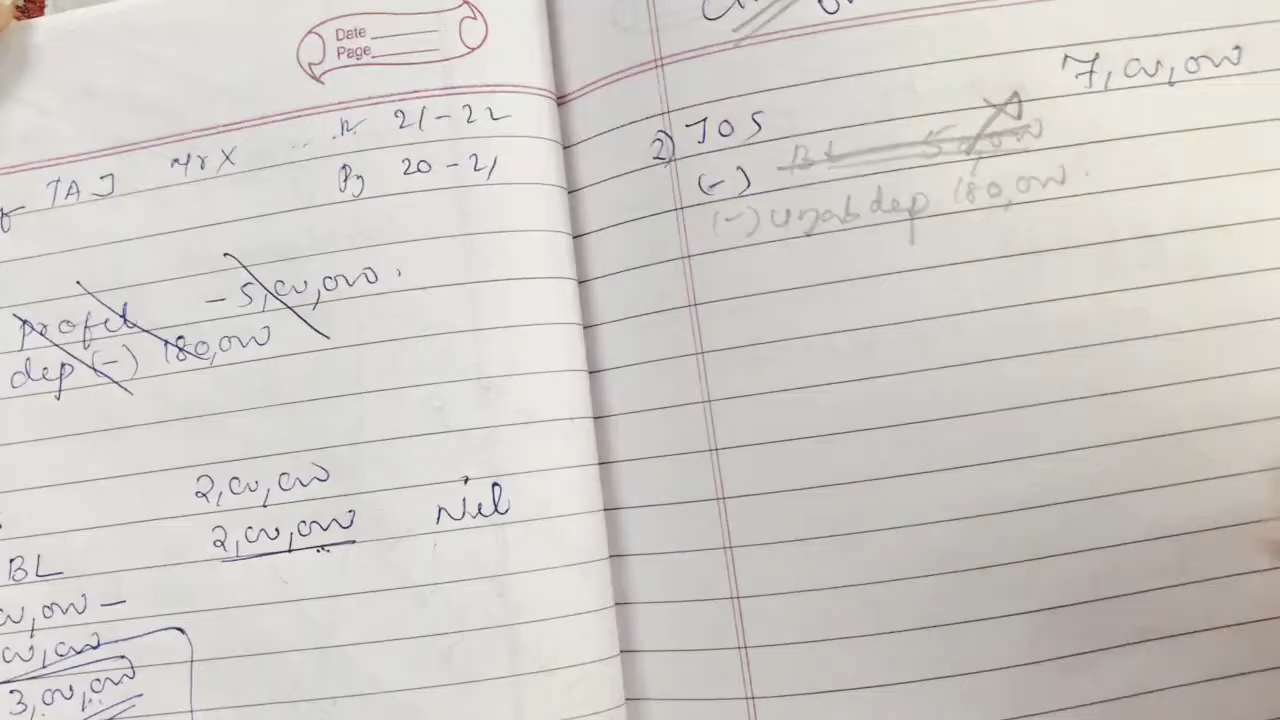 Date
Page
TAJ Mr X 21-22
Py 20-21
profit - 5,00,000.
dep (-) 180,000
2,00,000
2,00,000 Nil
BL
3,00,000
7,00,000
2) IOS
(-) BL 5,00,000
(-) unab dep 180,000.